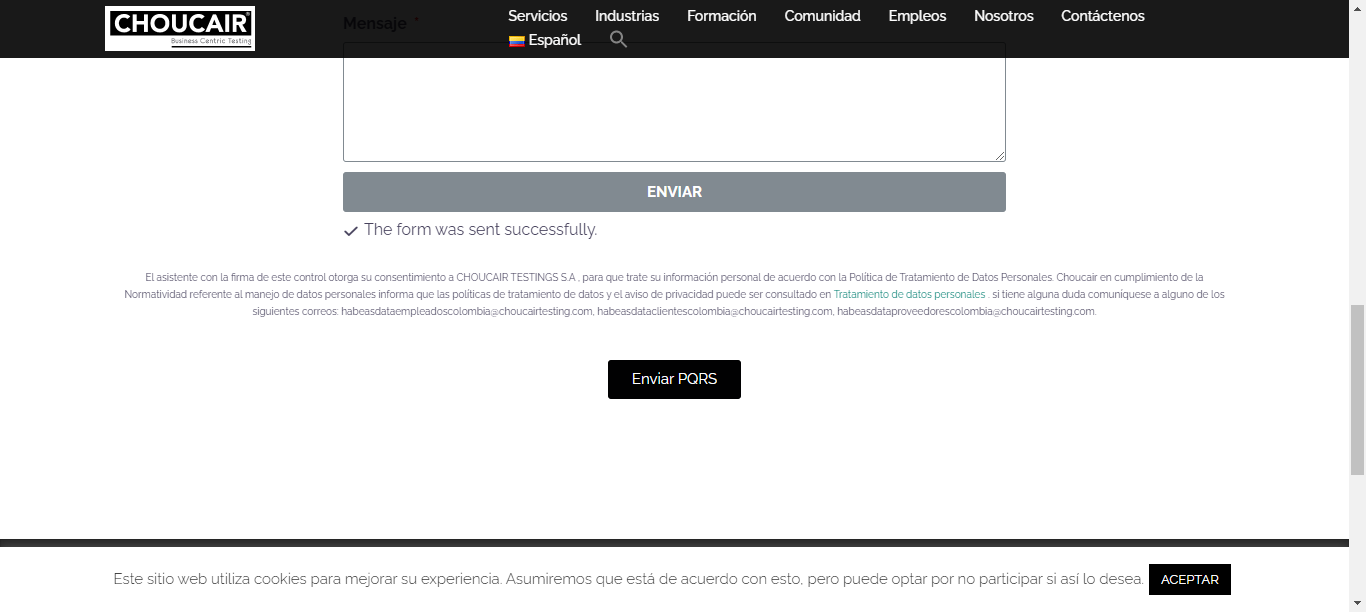 CHOUCAIR
Business Centric Testing
Servicios Industrias Formación Comunidad Empleos Nosotros Contáctenos
Español
Mensaje *
ENVIAR
The form was sent successfully.
El asistente con la firma de este control otorga su consentimiento a CHOUCAIR TESTINGS S.A , para que trate su información personal de acuerdo con la Política de Tratamiento de Datos Personales. Choucair en cumplimiento de la
Normatividad referente al manejo de datos personales informa que las políticas de tratamiento de datos y el aviso de privacidad puede ser consultado en Tratamiento de datos personales . si tiene alguna duda comuníquese a alguno de los
siguientes correos: habeasdataempleadoscolombia@choucairtesting.com, habeasdataclientescolombia@choucairtesting.com, habeasdataproveedorescolombia@choucairtesting.com.
Enviar PQRS
Este sitio web utiliza cookies para mejorar su experiencia. Asumiremos que está de acuerdo con esto, pero puede optar por no participar si así lo desea. ACEPTAR